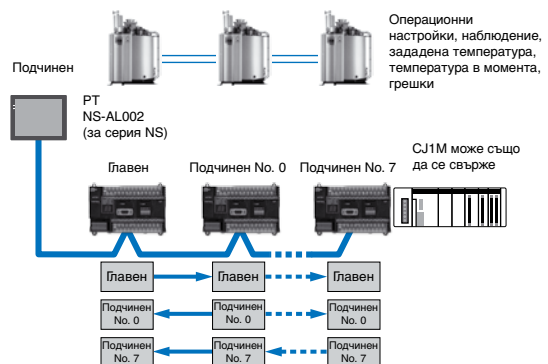 Операционни
настройки, наблюдение,
зададена температура,
температура в момента,
грешки
Подчинен
PT
NS-AL002
(за серия NS)
CJ1M може също
да се свърже
Главен
Подчинен No. 0
Подчинен No. 7
Главен
Главен
Главен
Подчинен
No. 0
Подчинен
No. 0
Подчинен
No. 0
Подчинен
No. 7
Подчинен
No. 7
Подчинен
No. 7